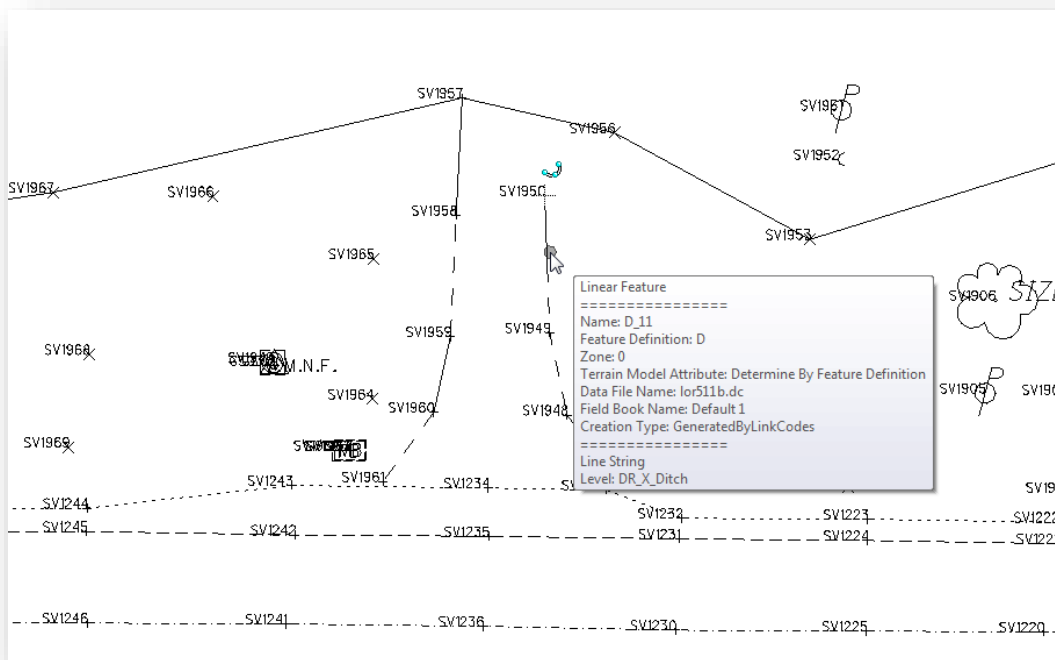 SV1957
P
SV1951
SV1956
SV1952
SV1967
SV1966
SV1950
SV1958
SV1953
SV1965
Linear Feature
================
Name: D_11
Feature Definition: D
Zone: 0
Terrain Model Attribute: Determine By Feature Definition
Data File Name: lor511b.dc
Field Book Name: Default 1
Creation Type: GeneratedByLinkCodes
================
Line String
Level: DR_X_Ditch
SV1906
SV1959
SV1949
SV1968
M.N.F.
P
SV1905
SV1964
SV1960
SV1948
SV1969
MB
SV1961
SV1243
SV1234
SV1244
SV1232
SV1223
SV1222
SV1245
SV1242
SV1235
SV1231
SV1224
SV1246
SV1241
SV1236
SV1230
SV1225
SV1220